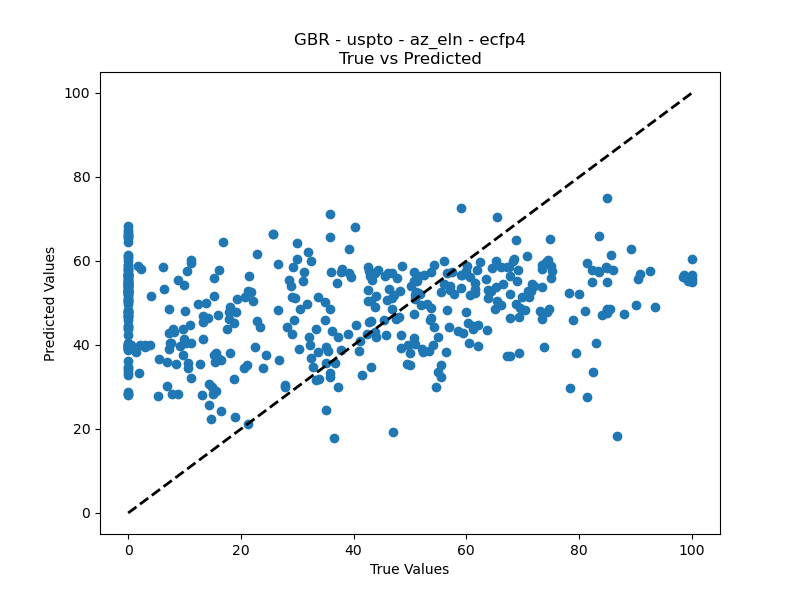 GBR - uspto - az_eln - ecfp4
True vs Predicted
100
80
60
40
20
0
Predicted Values
0 20 40 60 80 100
True Values